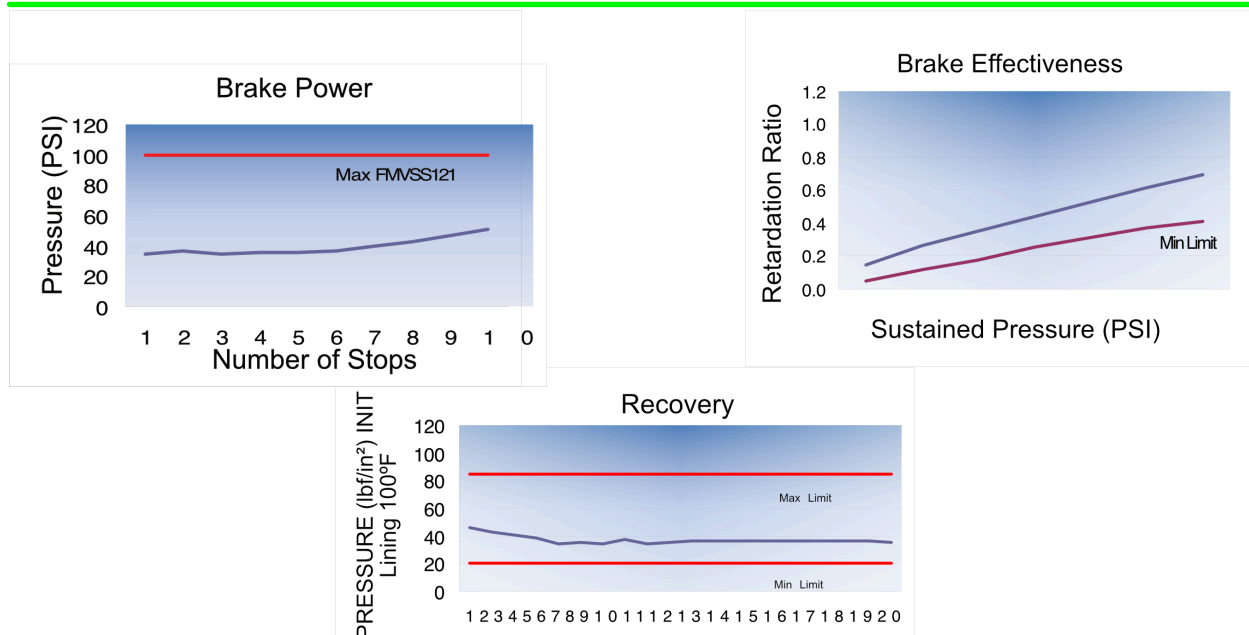 Brake Power
Pressure (PSI)
120
100
80
60
40
20
0
Max FMVSS121
1 2 3 4 5 6 7 8 9 1 0
Number of Stops
Brake Effectiveness
Retardation Ratio
1.2
1.0
0.8
0.6
0.4
0.2
0.0
Min Limit
Sustained Pressure (PSI)
Recovery
PRESSURE (lbf/in²) INIT
Lining 100ºF
120
100
80
60
40
20
0
Max Limit
Min Limit
1 2 3 4 5 6 7 8 9 1 0 1 1 1 2 1 3 1 4 1 5 1 6 1 7 1 8 1 9 2 0